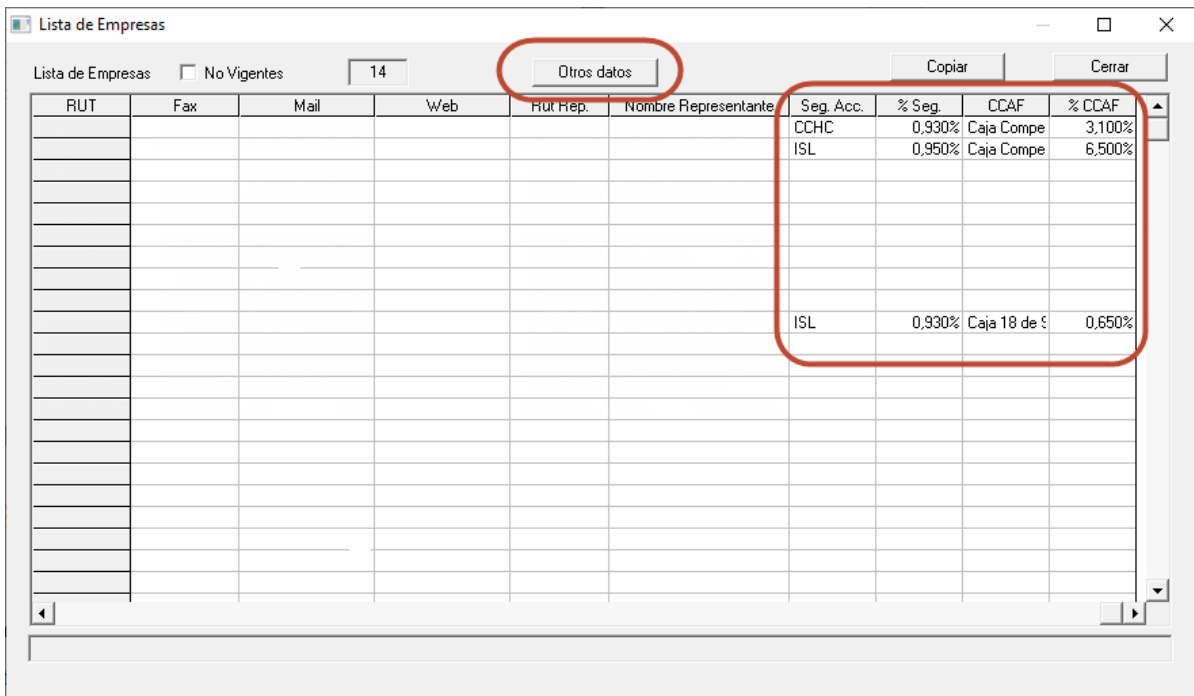 Lista de Empresas
Lista de Empresas No Vigentes 14 Otros datos Copiar Cerrar
RUT Fax Mail Web Rut Rep. Nombre Representante Seg. Acc. % Seg. CCAF % CCAF
CCHC 0,930% Caja Compe 3,100%
ISL 0,950% Caja Compe 6,500%
ISL 0,930% Caja 18 de S 0,650%